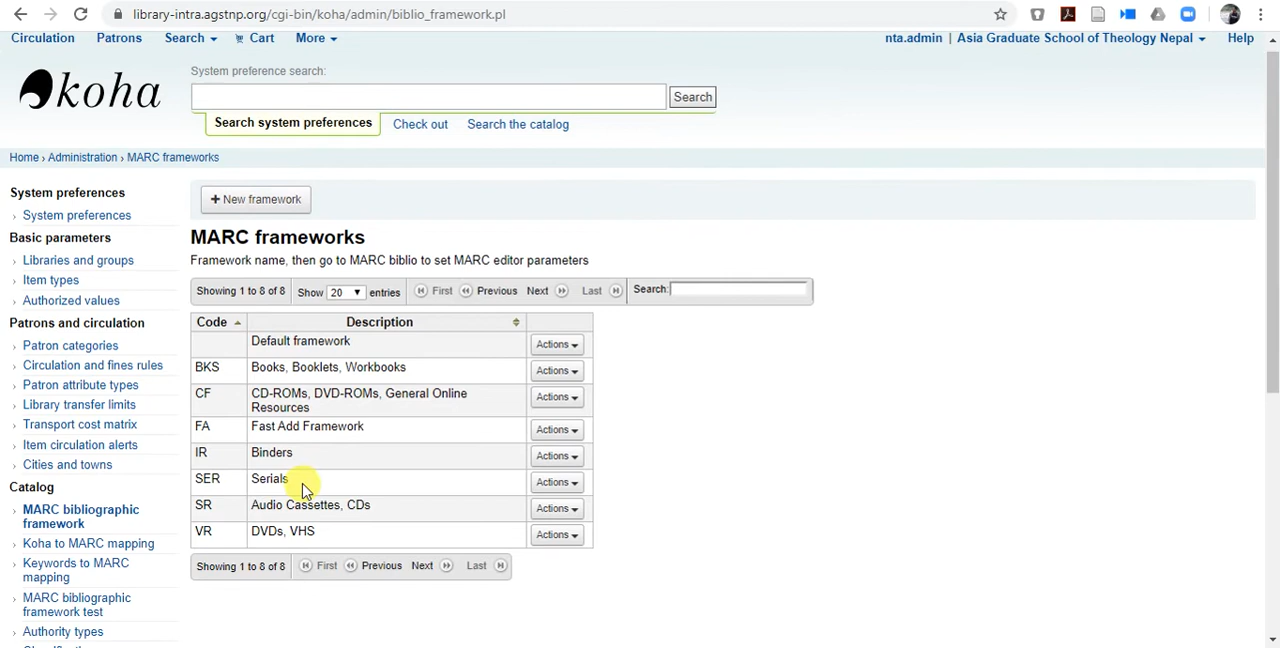 library-intra.agstnp.org/cgi-bin/koha/admin/biblio_framework.pl
Circulation Patrons Search Cart More nta.admin | Asia Graduate School of Theology Nepal Help
koha
System preference search:
Search
Search system preferences Check out Search the catalog
Home › Administration › MARC frameworks
System preferences
› System preferences
Basic parameters
› Libraries and groups
› Item types
› Authorized values
Patrons and circulation
› Patron categories
› Circulation and fines rules
› Patron attribute types
› Library transfer limits
› Transport cost matrix
› Item circulation alerts
› Cities and towns
Catalog
› MARC bibliographic
framework
› Koha to MARC mapping
› Keywords to MARC
mapping
› MARC bibliographic
framework test
› Authority types
+ New framework
MARC frameworks
Framework name, then go to MARC biblio to set MARC editor parameters
Showing 1 to 8 of 8 Show 20 entries First Previous Next Last Search:
Code Description
Default framework Actions
BKS Books, Booklets, Workbooks Actions
CF CD-ROMs, DVD-ROMs, General Online Actions
Resources
FA Fast Add Framework Actions
IR Binders Actions
SER Serials Actions
SR Audio Cassettes, CDs Actions
VR DVDs, VHS Actions
Showing 1 to 8 of 8 First Previous Next Last